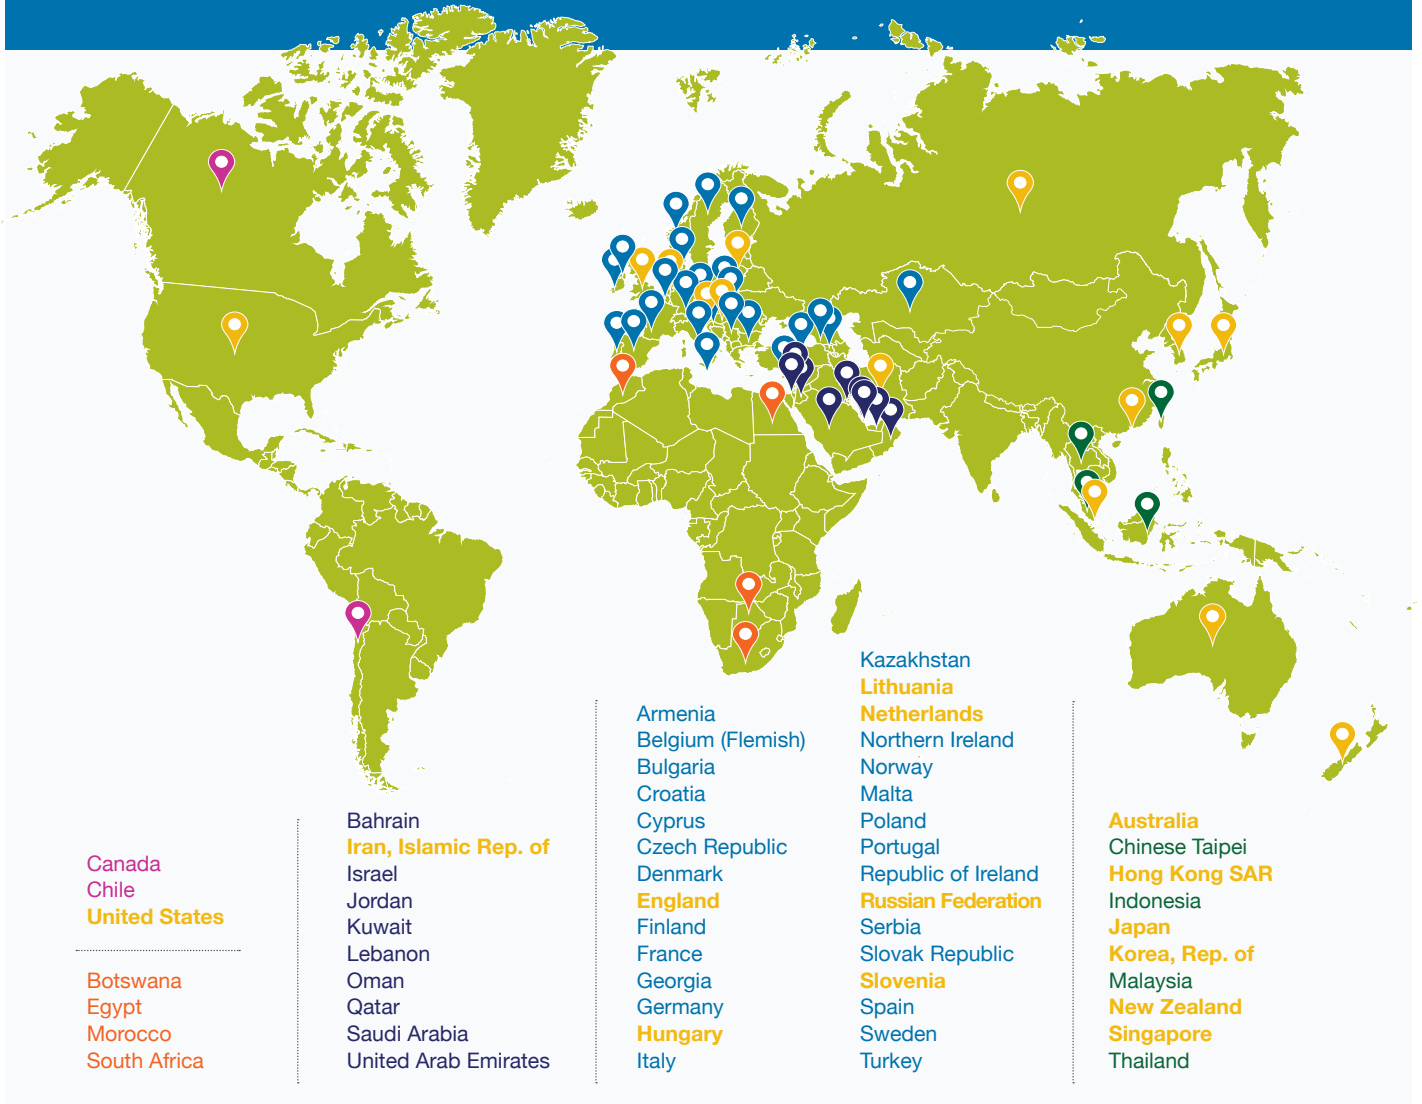 Canada
Chile
United States
Botswana
Egypt
Morocco
South Africa
Bahrain
Iran, Islamic Rep. of
Israel
Jordan
Kuwait
Lebanon
Oman
Qatar
Saudi Arabia
United Arab Emirates
Armenia
Belgium (Flemish)
Bulgaria
Croatia
Cyprus
Czech Republic
Denmark
England
Finland
France
Georgia
Germany
Hungary
Italy
Kazakhstan
Lithuania
Netherlands
Northern Ireland
Norway
Malta
Poland
Portugal
Republic of Ireland
Russian Federation
Serbia
Slovak Republic
Slovenia
Spain
Sweden
Turkey
Australia
Chinese Taipei
Hong Kong SAR
Indonesia
Japan
Korea, Rep. of
Malaysia
New Zealand
Singapore
Thailand